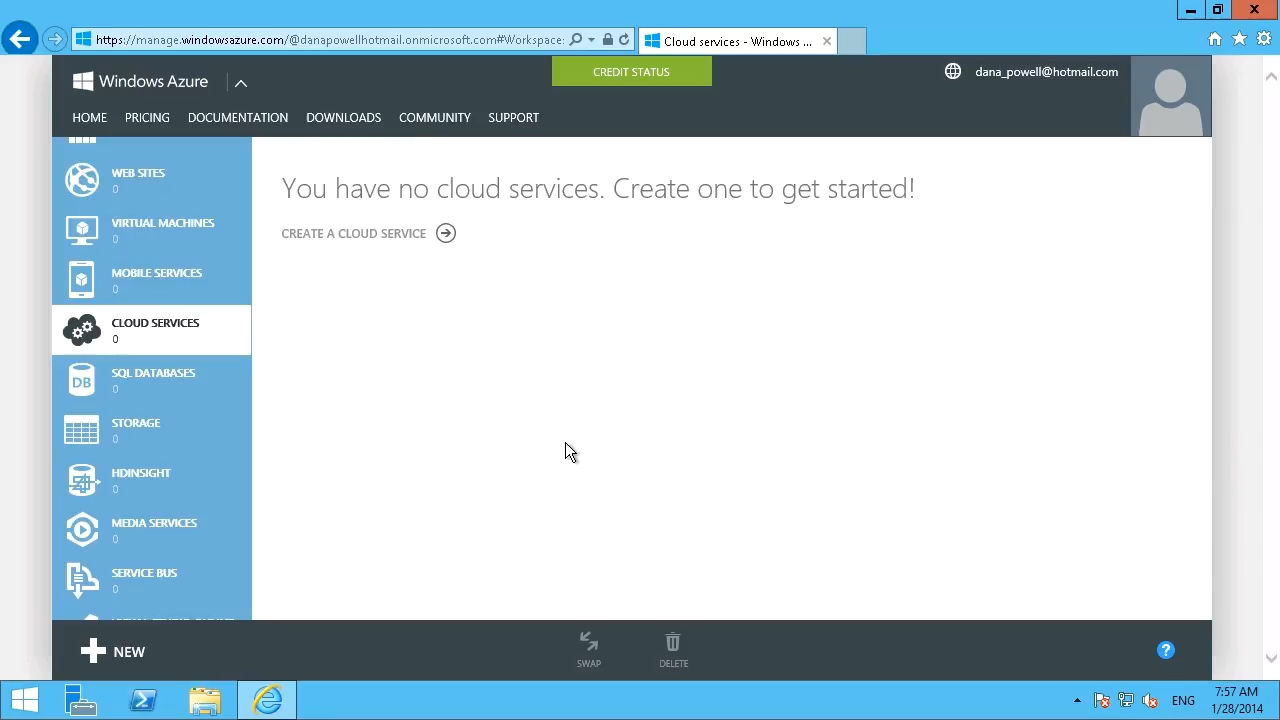 https://manage.windowsazure.com/@danapowellhotmail.onmicrosoft.com#Workspace:
Cloud services - Windows ...
Windows Azure
CREDIT STATUS
dana_powell@hotmail.com
HOME PRICING DOCUMENTATION DOWNLOADS COMMUNITY SUPPORT
WEB SITES
0
VIRTUAL MACHINES
0
MOBILE SERVICES
0
CLOUD SERVICES
0
SQL DATABASES
0
DB
STORAGE
0
HDINSIGHT
0
MEDIA SERVICES
0
SERVICE BUS
0
You have no cloud services. Create one to get started!
CREATE A CLOUD SERVICE
NEW
SWAP
DELETE
?
ENG
7:57 AM
1/28/2014